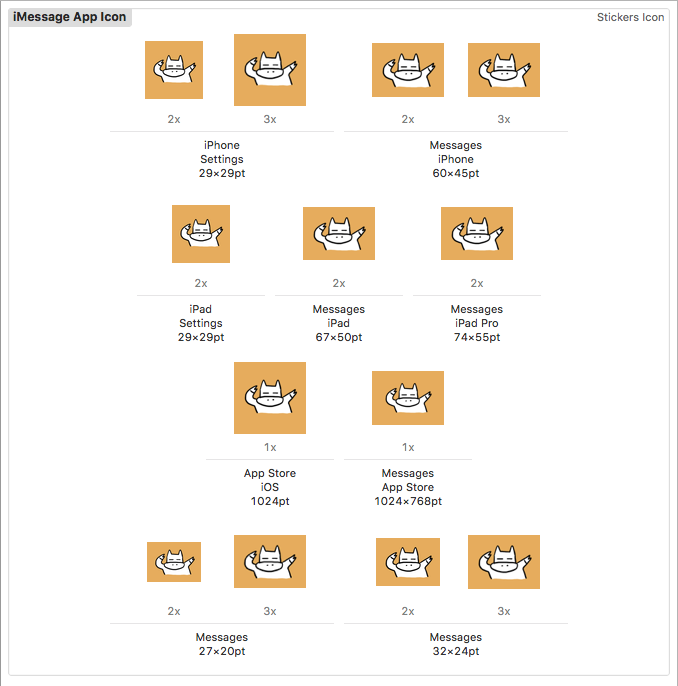 iMessage App Icon
Stickers Icon
2x 3x 2x 3x
iPhone Messages
Settings iPhone
29×29pt 60×45pt
2x 2x 2x
iPad Messages Messages
Settings iPad iPad Pro
29×29pt 67×50pt 74×55pt
1x 1x
App Store Messages
iOS App Store
1024pt 1024×768pt
2x 3x 2x 3x
Messages Messages
27×20pt 32×24pt